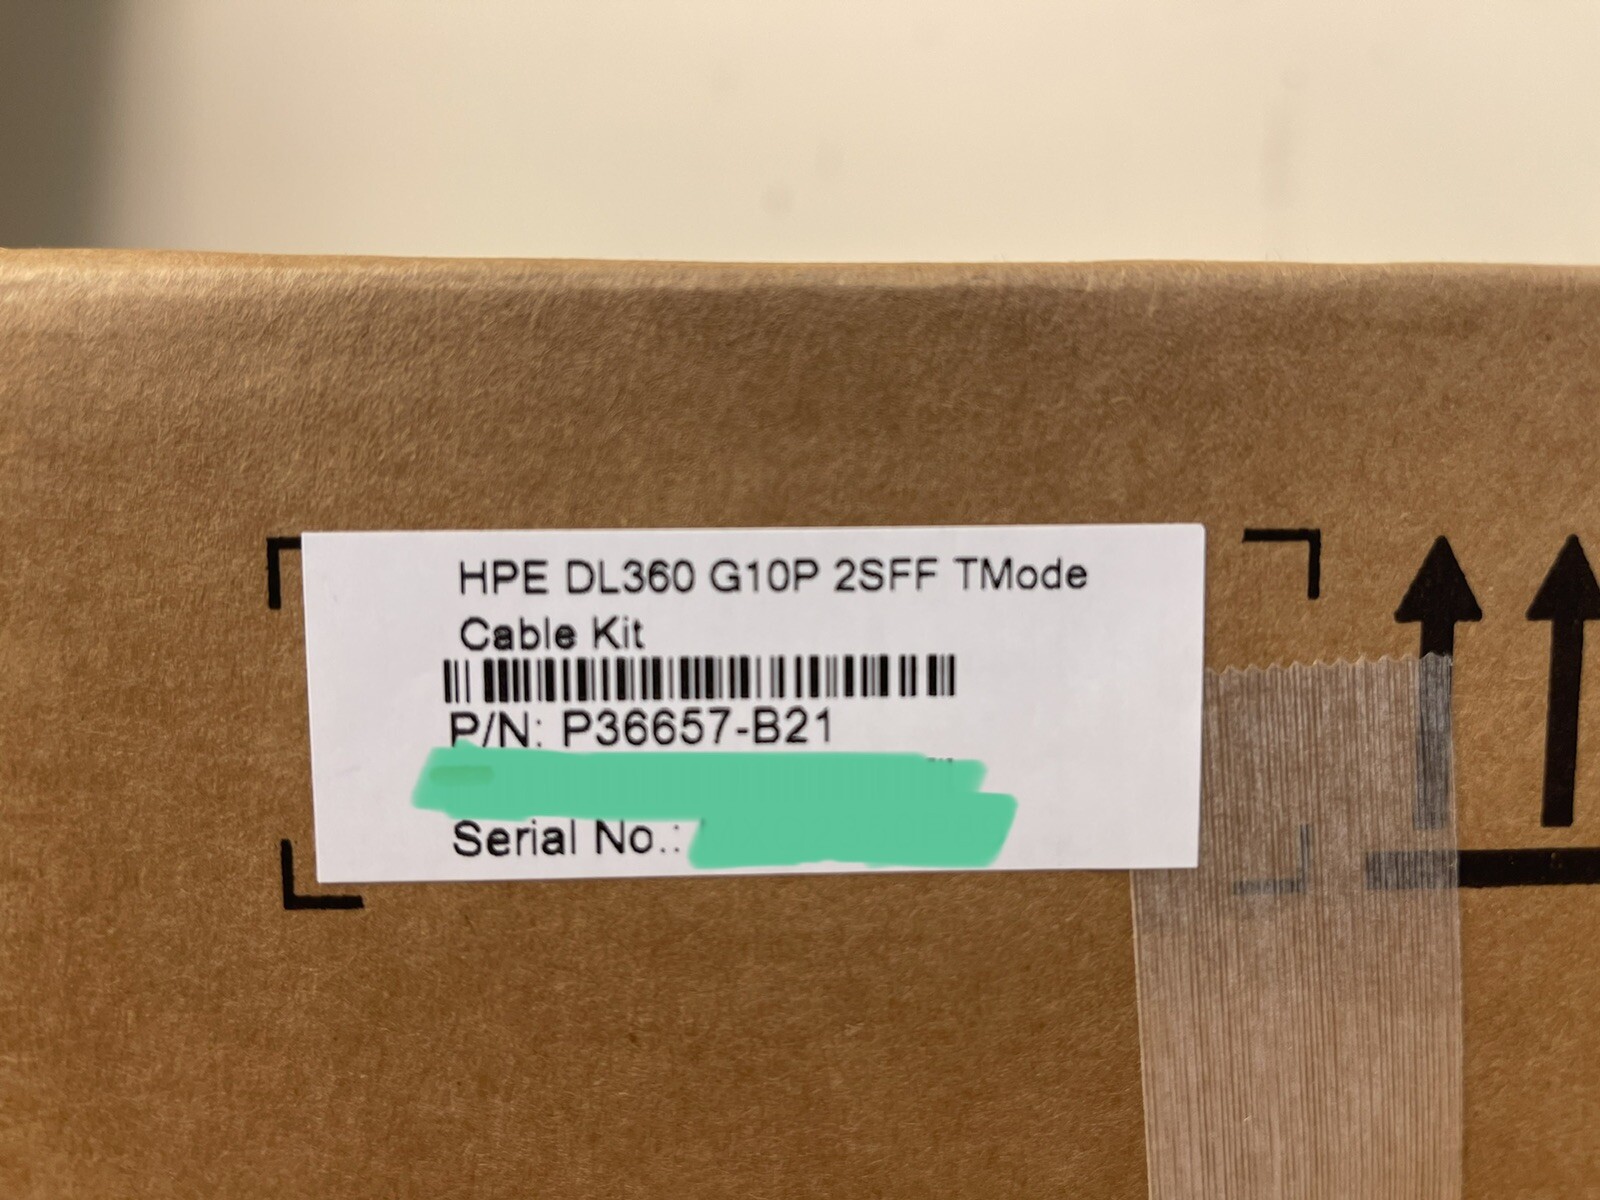 HPE DL360 G10P 2SFF TMode
Cable Kit
P/N: P36657-B21
Serial No.: